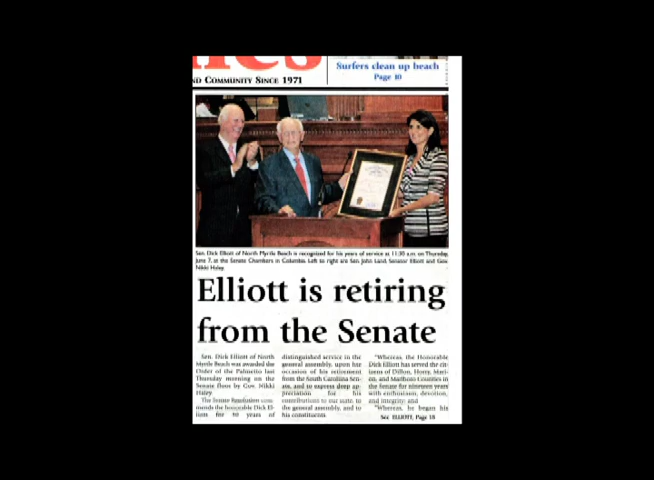 mes
ND COMMUNITY SINCE 1971
Surfers clean up beach
Page 10
Sen. Dick Elliott of North Myrtle Beach is recognized for his years of service at 11:30 a.m. on Thursday,
June 7, at the Senate Chambers in Columbia. Left to right are Sen. John Land, Senator Elliott and Gov.
Nikki Haley.
Elliott is retiring
from the Senate
Sen. Dick Elliott of North
Myrtle Beach was awarded the
Order of the Palmetto last
Thursday morning on the
Senate floor by Gov. Nikki
Haley.
The Senate Resolution com-
mends the honorable Dick El-
liott for 30 years of
distinguished service in the
general assembly, upon the
occasion of his retirement
from the South Carolina Sen-
ate, and to express deep ap-
preciation for his
contributions to our state, to
the general assembly, and to
his constituents.
"Whereas, the Honorable
Dick Elliott has served the cit-
izens of Dillon, Horry, Mari-
on, and Marlboro Counties in
the Senate for nineteen years
with enthusiasm, devotion,
and integrity; and
"Whereas, he began his
See ELLIOTT, Page 18